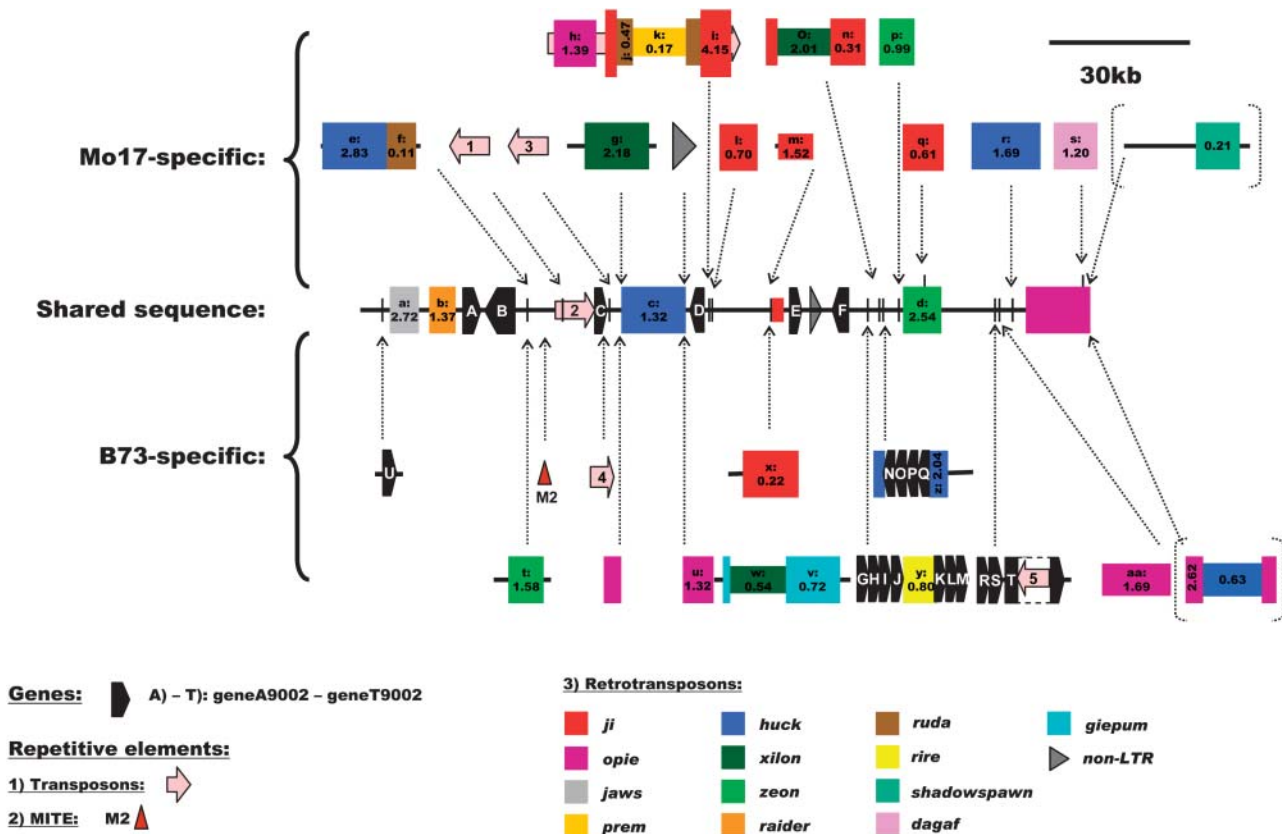 h:
1.39
j: 0.47
k:
0.17
i:
4.15
O:
2.01
n:
0.31
p:
0.99
30kb
Mo17-specific:
e:
2.83
f:
0.11
1
3
g:
2.18
l:
0.70
m:
1.52
q:
0.61
r:
1.69
s:
1.20
0.21
Shared sequence:
a:
2.72
b:
1.37
A
B
2
C
c:
1.32
D
E
F
d:
2.54
B73-specific:
U
M2
4
x:
0.22
NOPQ
z: 2.04
t:
1.58
u:
1.32
w:
0.54
v:
0.72
GHIJ
y:
0.80
KLM
RS
T
5
aa:
1.69
2.62
0.63
Genes:
A) – T): geneA9002 – geneT9002
Repetitive elements:
1) Transposons:
2) MITE: M2
3) Retrotransposons:
ji
huck
ruda
giepum
opie
xilon
rire
non-LTR
jaws
zeon
shadowspawn
prem
raider
dagaf